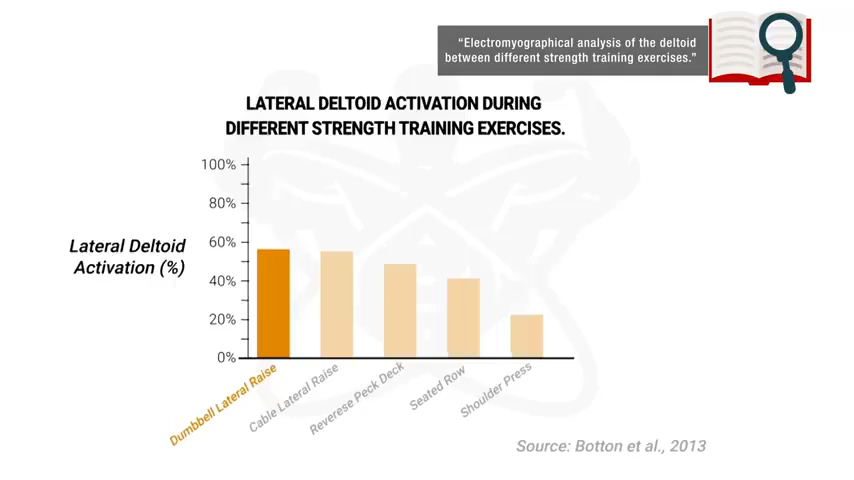 “Electromyographical analysis of the deltoid
between different strength training exercises.”
LATERAL DELTOID ACTIVATION DURING
DIFFERENT STRENGTH TRAINING EXERCISES.
100%
80%
60%
40%
20%
0%
Lateral Deltoid
Activation (%)
Dumbbell Lateral Raise
Cable Lateral Raise
Reverese Peck Deck
Seated Row
Shoulder Press
Source: Botton et al., 2013